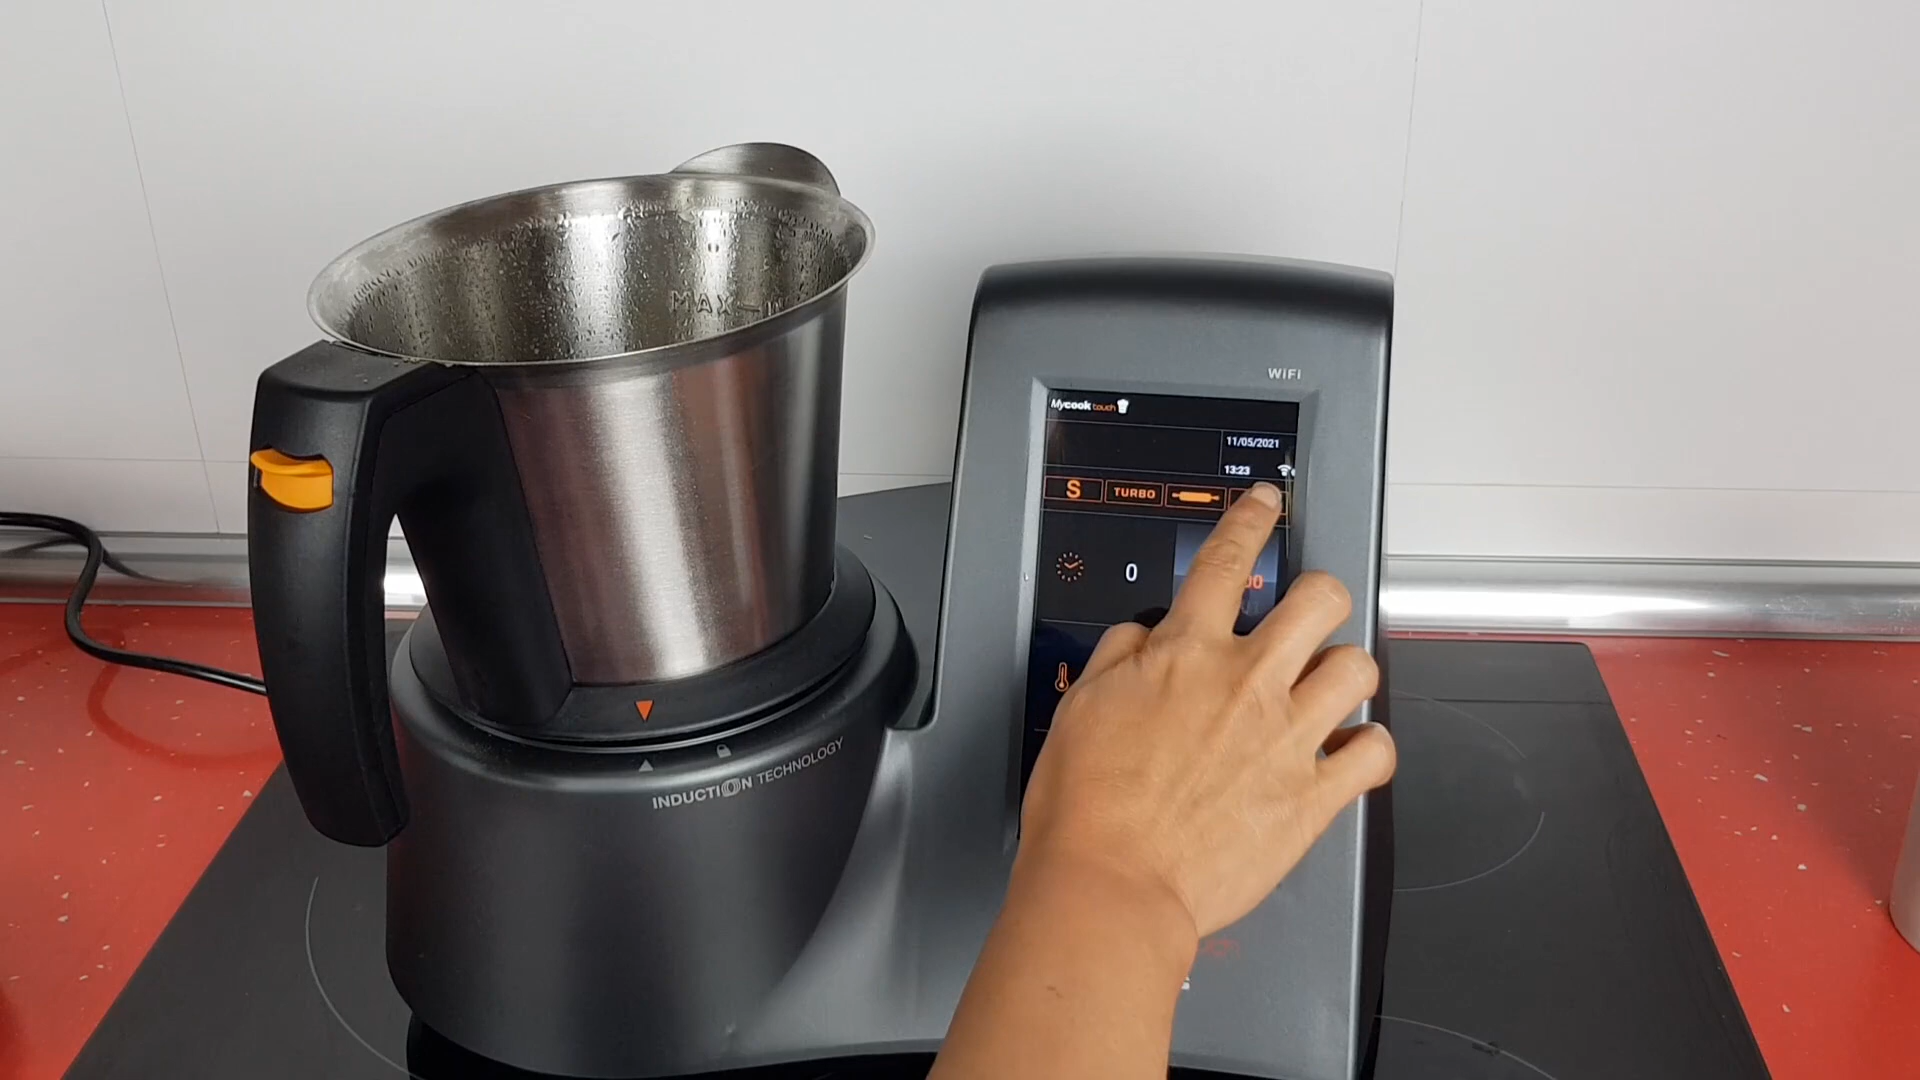 MAX
WiFi
Mycook touch
11/05/2021
13:23
S TURBO
0
INDUCTION TECHNOLOGY